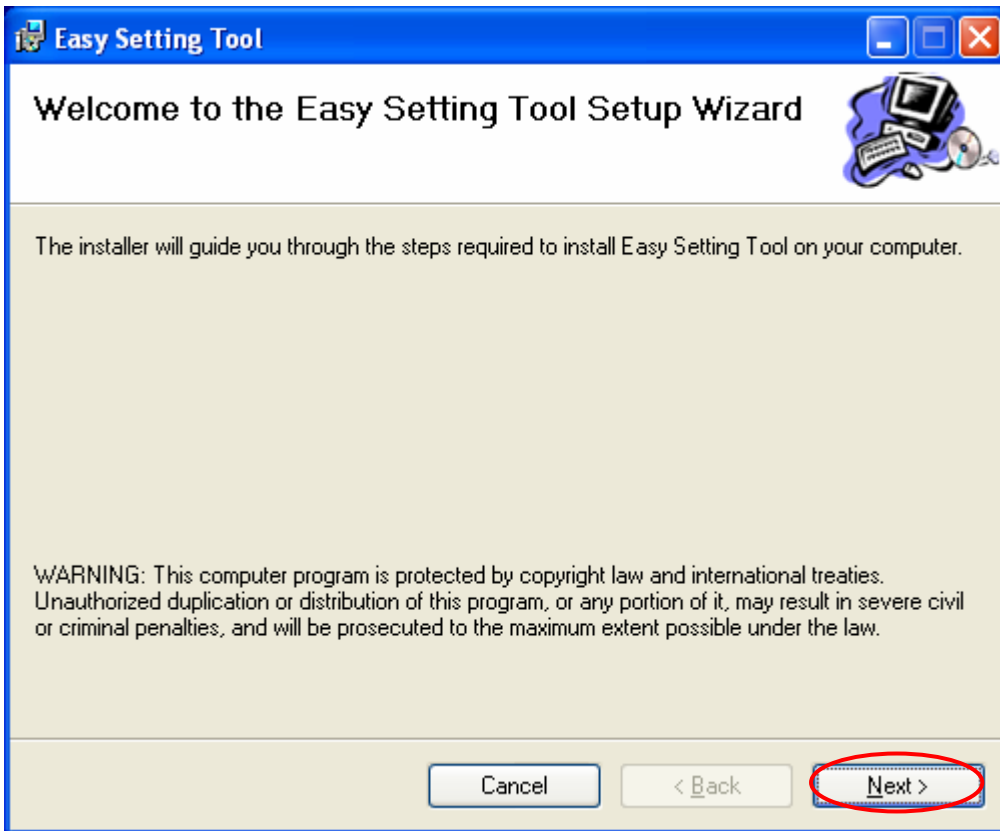 Easy Setting Tool
Welcome to the Easy Setting Tool Setup Wizard
The installer will guide you through the steps required to install Easy Setting Tool on your computer.
WARNING: This computer program is protected by copyright law and international treaties.
Unauthorized duplication or distribution of this program, or any portion of it, may result in severe civil
or criminal penalties, and will be prosecuted to the maximum extent possible under the law.
Cancel
< Back
Next >